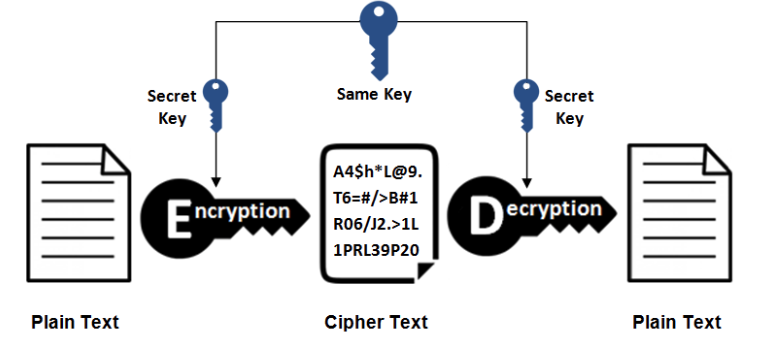 Same Key
Secret
Key
Secret
Key
Encryption
A4$h*L@9.
T6=#/>B#1
R06/J2.>1L
1PRL39P20
Decryption
Plain Text
Cipher Text
Plain Text